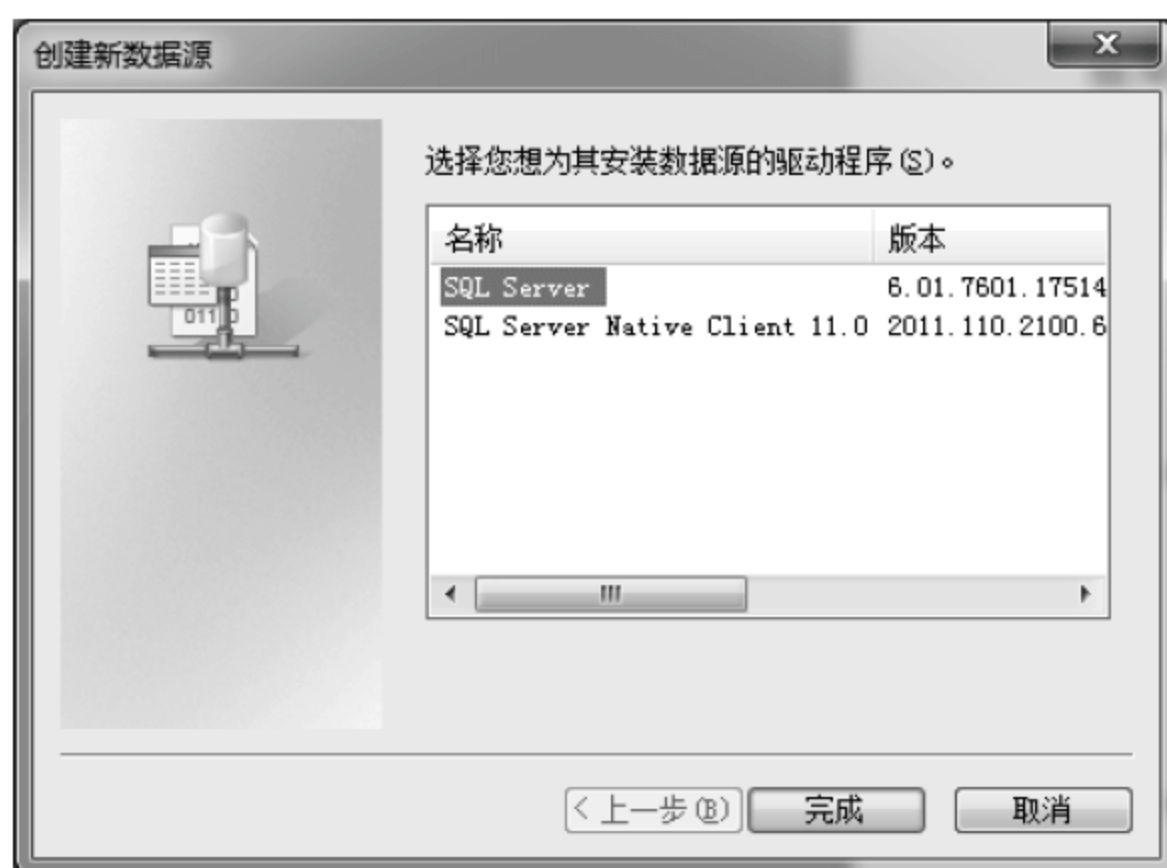 创建新数据源
选择您想为其安装数据源的驱动程序(S)。
名称 版本
SQL Server 6.01.7601.17514
SQL Server Native Client 11.0 2011.110.2100.6
011
< 上一步(B) 完成 取消